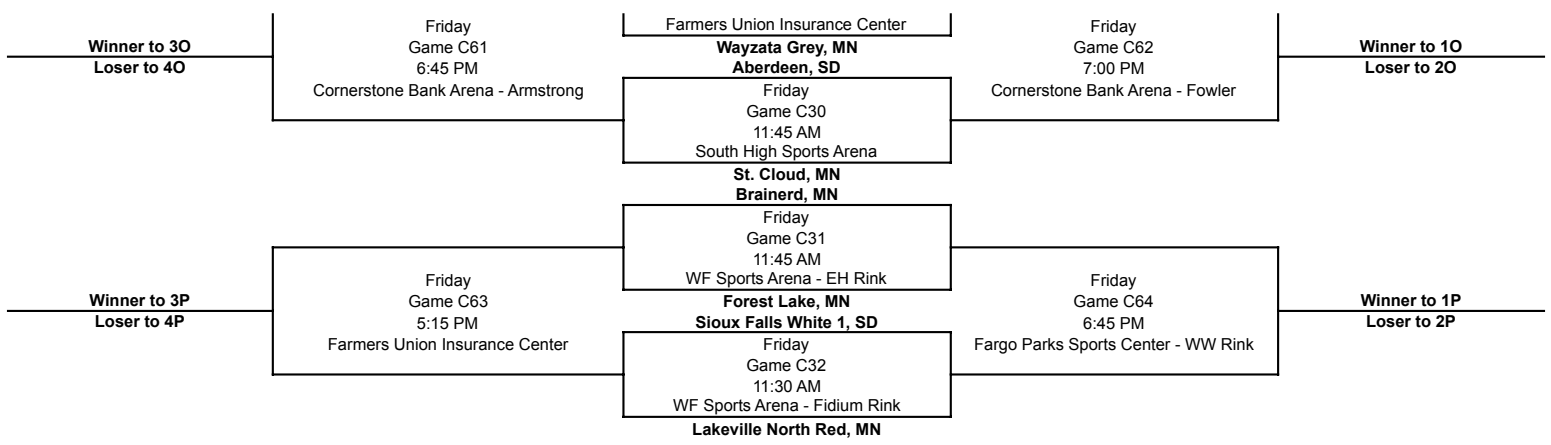 Farmers Union Insurance Center
Wayzata Grey, MN
Friday
Game C61
6:45 PM
Cornerstone Bank Arena - Armstrong
Winner to 3O
Loser to 4O
Friday
Game C62
7:00 PM
Cornerstone Bank Arena - Fowler
Winner to 1O
Loser to 2O
Aberdeen, SD
Friday
Game C30
11:45 AM
South High Sports Arena
St. Cloud, MN
Brainerd, MN
Friday
Game C31
11:45 AM
WF Sports Arena - EH Rink
Forest Lake, MN
Friday
Game C63
5:15 PM
Farmers Union Insurance Center
Winner to 3P
Loser to 4P
Friday
Game C64
6:45 PM
Fargo Parks Sports Center - WW Rink
Winner to 1P
Loser to 2P
Sioux Falls White 1, SD
Friday
Game C32
11:30 AM
WF Sports Arena - Fidium Rink
Lakeville North Red, MN